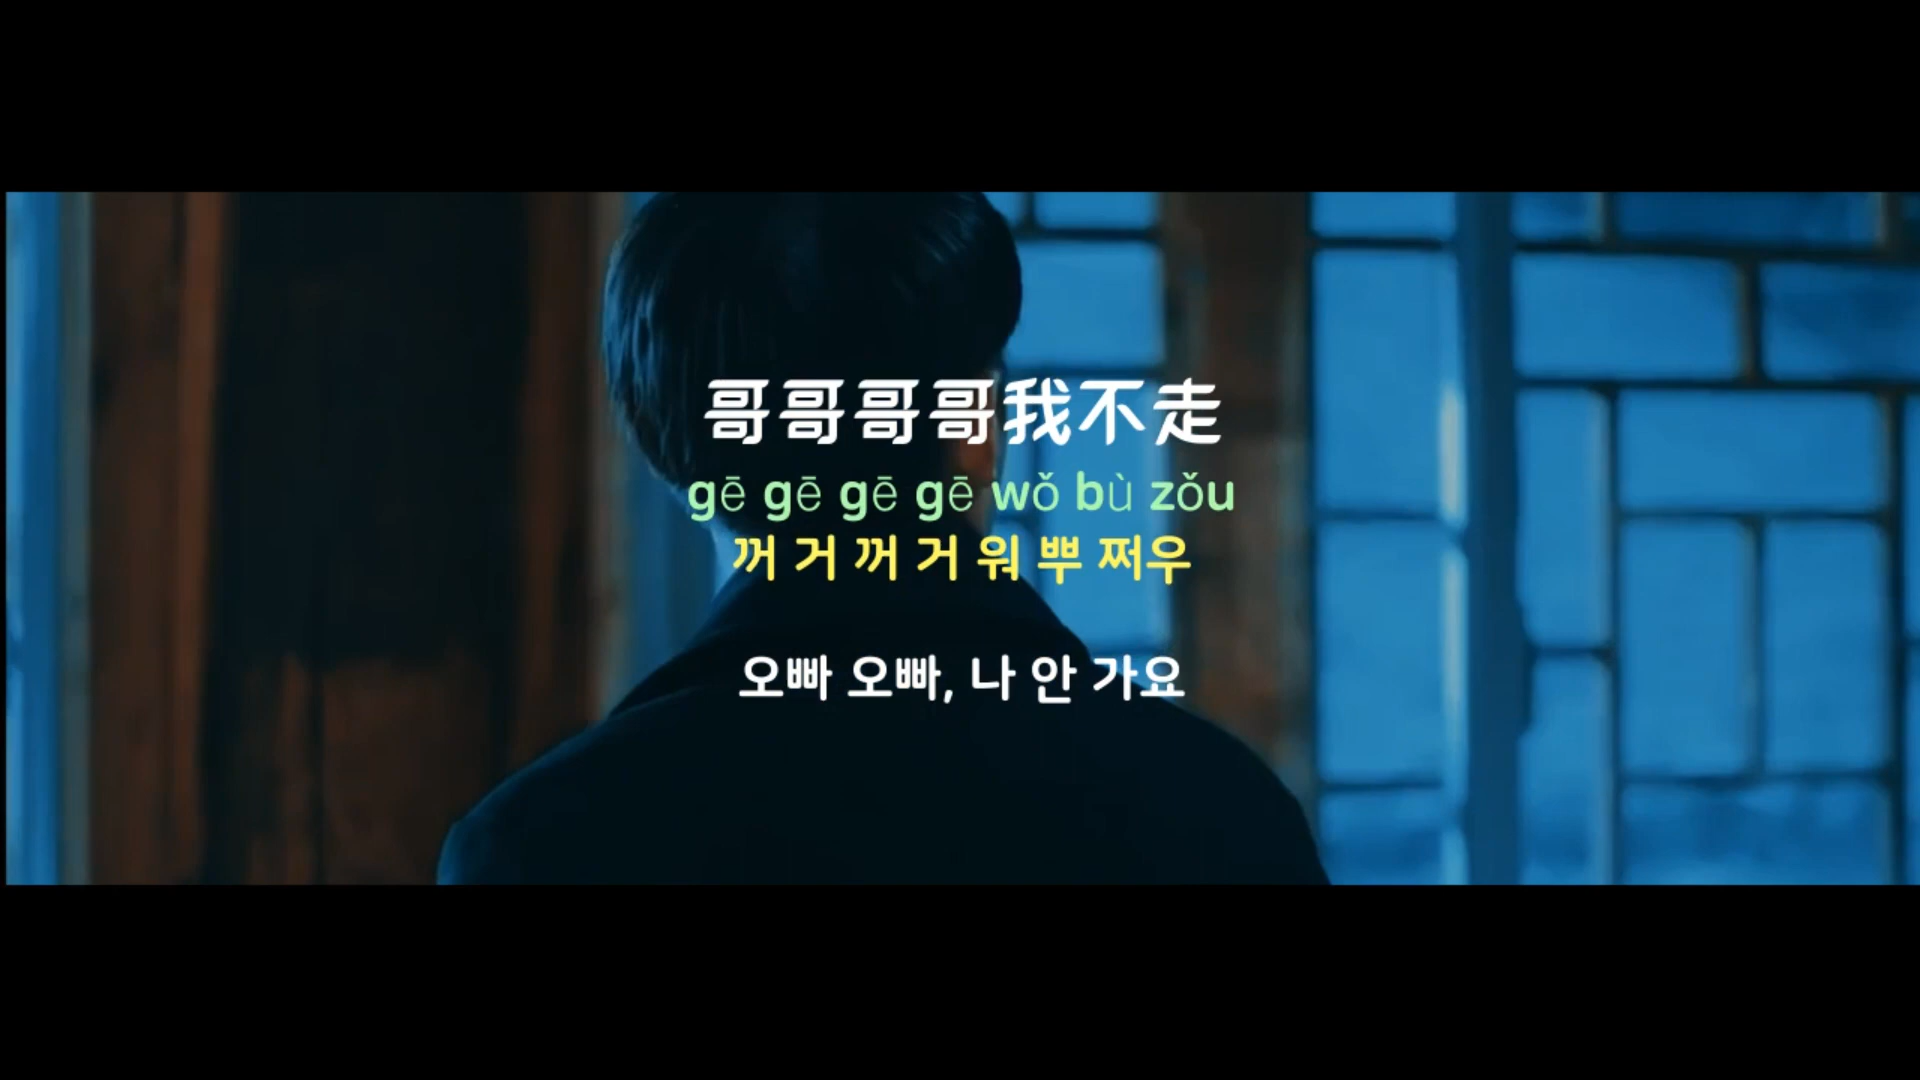 哥哥哥哥我不走
gē gē gē gē wǒ bù zǒu
꺼 거 꺼 거 워 뿌 쩌우
오빠 오빠, 나 안 가요